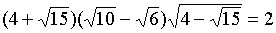 (4 + √15)(√10 − √6)√(4 − √15) = 2